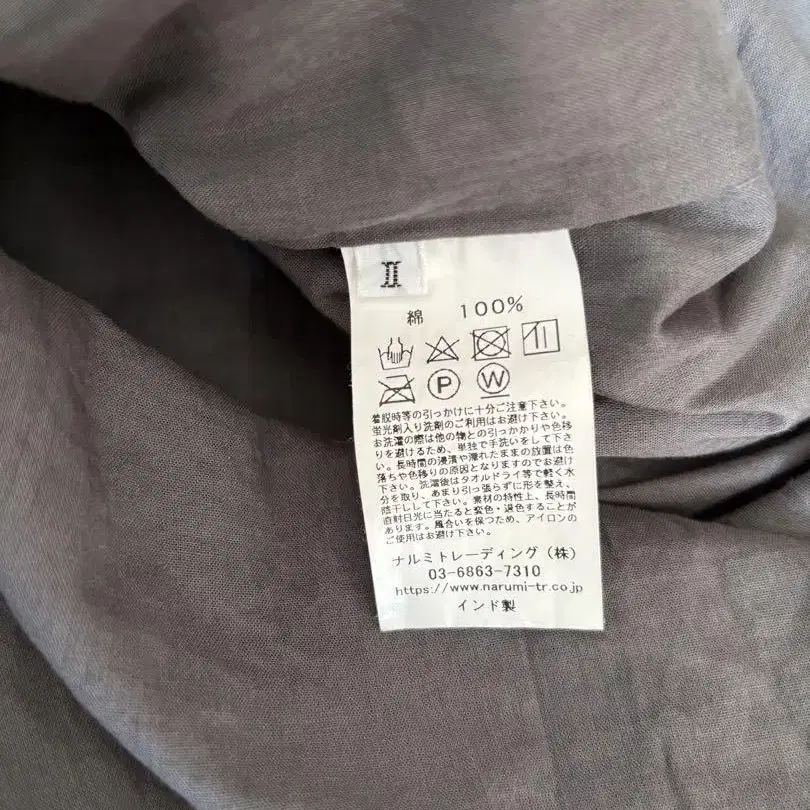 II
綿 100%
P W
着脱時等の引っかけに十分ご注意下さい。
蛍光剤入り洗剤のご利用はお避け下さい。
お洗濯の際は他の物との引っかかりや色移
りを避けるため、単独で手洗いをして下さ
い。長時間の浸漬や濡れたままの放置は色
落ちや色移りの原因となりますのでお避け
下さい。洗濯後はタオルドライ等で軽く水
分を取り、あまり引っ張らずに形を整え、
陰干しして下さい。素材の特性上、長時間
直射日光に当たると変色・退色することが
あります。風合いを保つため、アイロンの
ご使用はお避け下さい。
ナルミトレーディング(株)
03-6863-7310
https://www.narumi-tr.co.jp
インド製